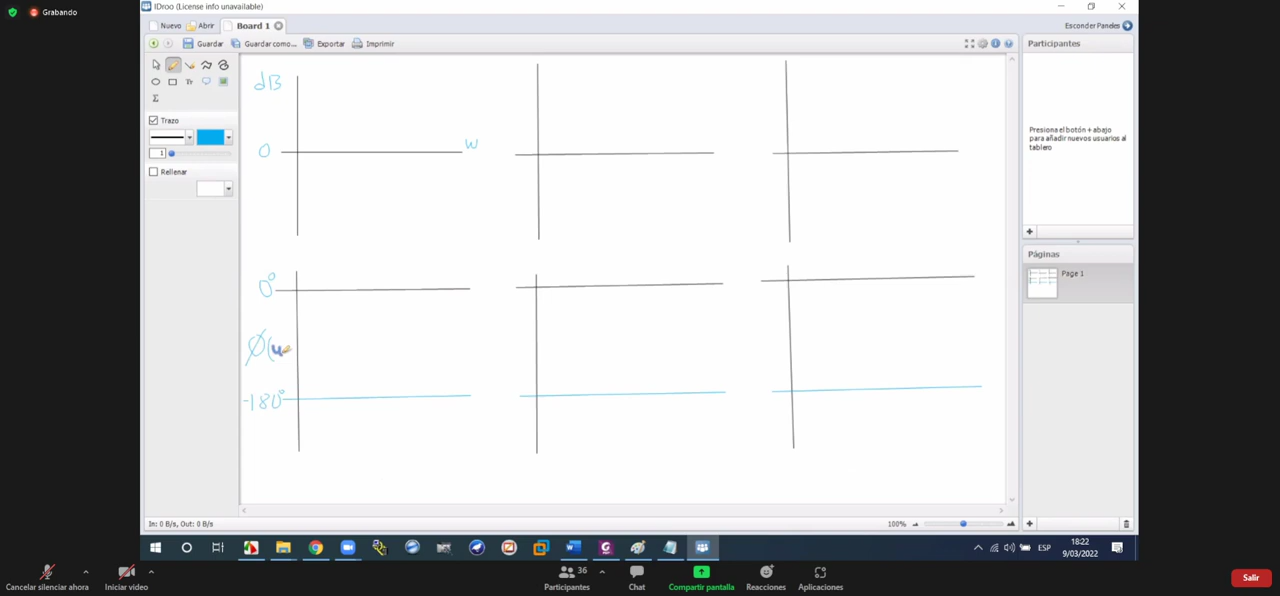 Grabando
IDroo (License info unavailable)
Nuevo Abrir Board 1
Esconder Paneles
Guardar Guardar como... Exportar Imprimir
Participantes
Tr
Σ
Trazo
1
Rellenar
dB
0
w
0°
Ø(
-180°
Presiona el botón + abajo
para añadir nuevos usuarios al
tablero
Páginas
Page 1
In: 0 B/s, Out: 0 B/s
100%
ESP
18:22
9/03/2022
Cancelar silenciar ahora
Iniciar video
36
Participantes
Chat
Compartir pantalla
Reacciones
Aplicaciones
Salir